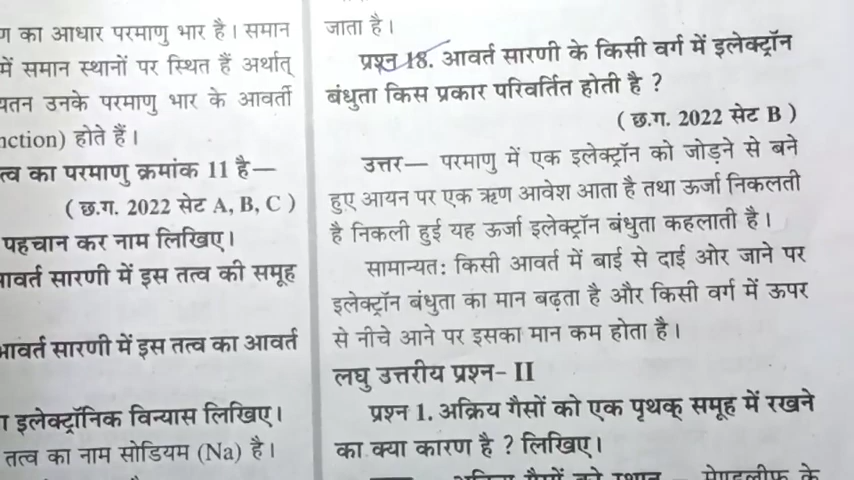 ण का आधार परमाणु भार है। समान
में समान स्थानों पर स्थित हैं अर्थात्
उनके परमाणु भार के आवर्ती
nction) होते हैं।
त्व का परमाणु क्रमांक 11 है—
( छ.ग. 2022 सेट A, B, C )
पहचान कर नाम लिखिए।
आवर्त सारणी में इस तत्व की समूह
आवर्त सारणी में इस तत्व का आवर्त
इलेक्ट्रॉनिक विन्यास लिखिए।
तत्व का नाम सोडियम (Na) है।
जाता है।
प्रश्न 18. आवर्त सारणी के किसी वर्ग में इलेक्ट्रॉन
बंधुता किस प्रकार परिवर्तित होती है ?
( छ.ग. 2022 सेट B )
उत्तर— परमाणु में एक इलेक्ट्रॉन को जोड़ने से बने
हुए आयन पर एक ऋण आवेश आता है तथा ऊर्जा निकलती
है निकली हुई यह ऊर्जा इलेक्ट्रॉन बंधुता कहलाती है।
सामान्यत: किसी आवर्त में बाई से दाई ओर जाने पर
इलेक्ट्रॉन बंधुता का मान बढ़ता है और किसी वर्ग में ऊपर
से नीचे आने पर इसका मान कम होता है।
लघु उत्तरीय प्रश्न- II
प्रश्न 1. अक्रिय गैसों को एक पृथक् समूह में रखने
का क्या कारण है ? लिखिए।